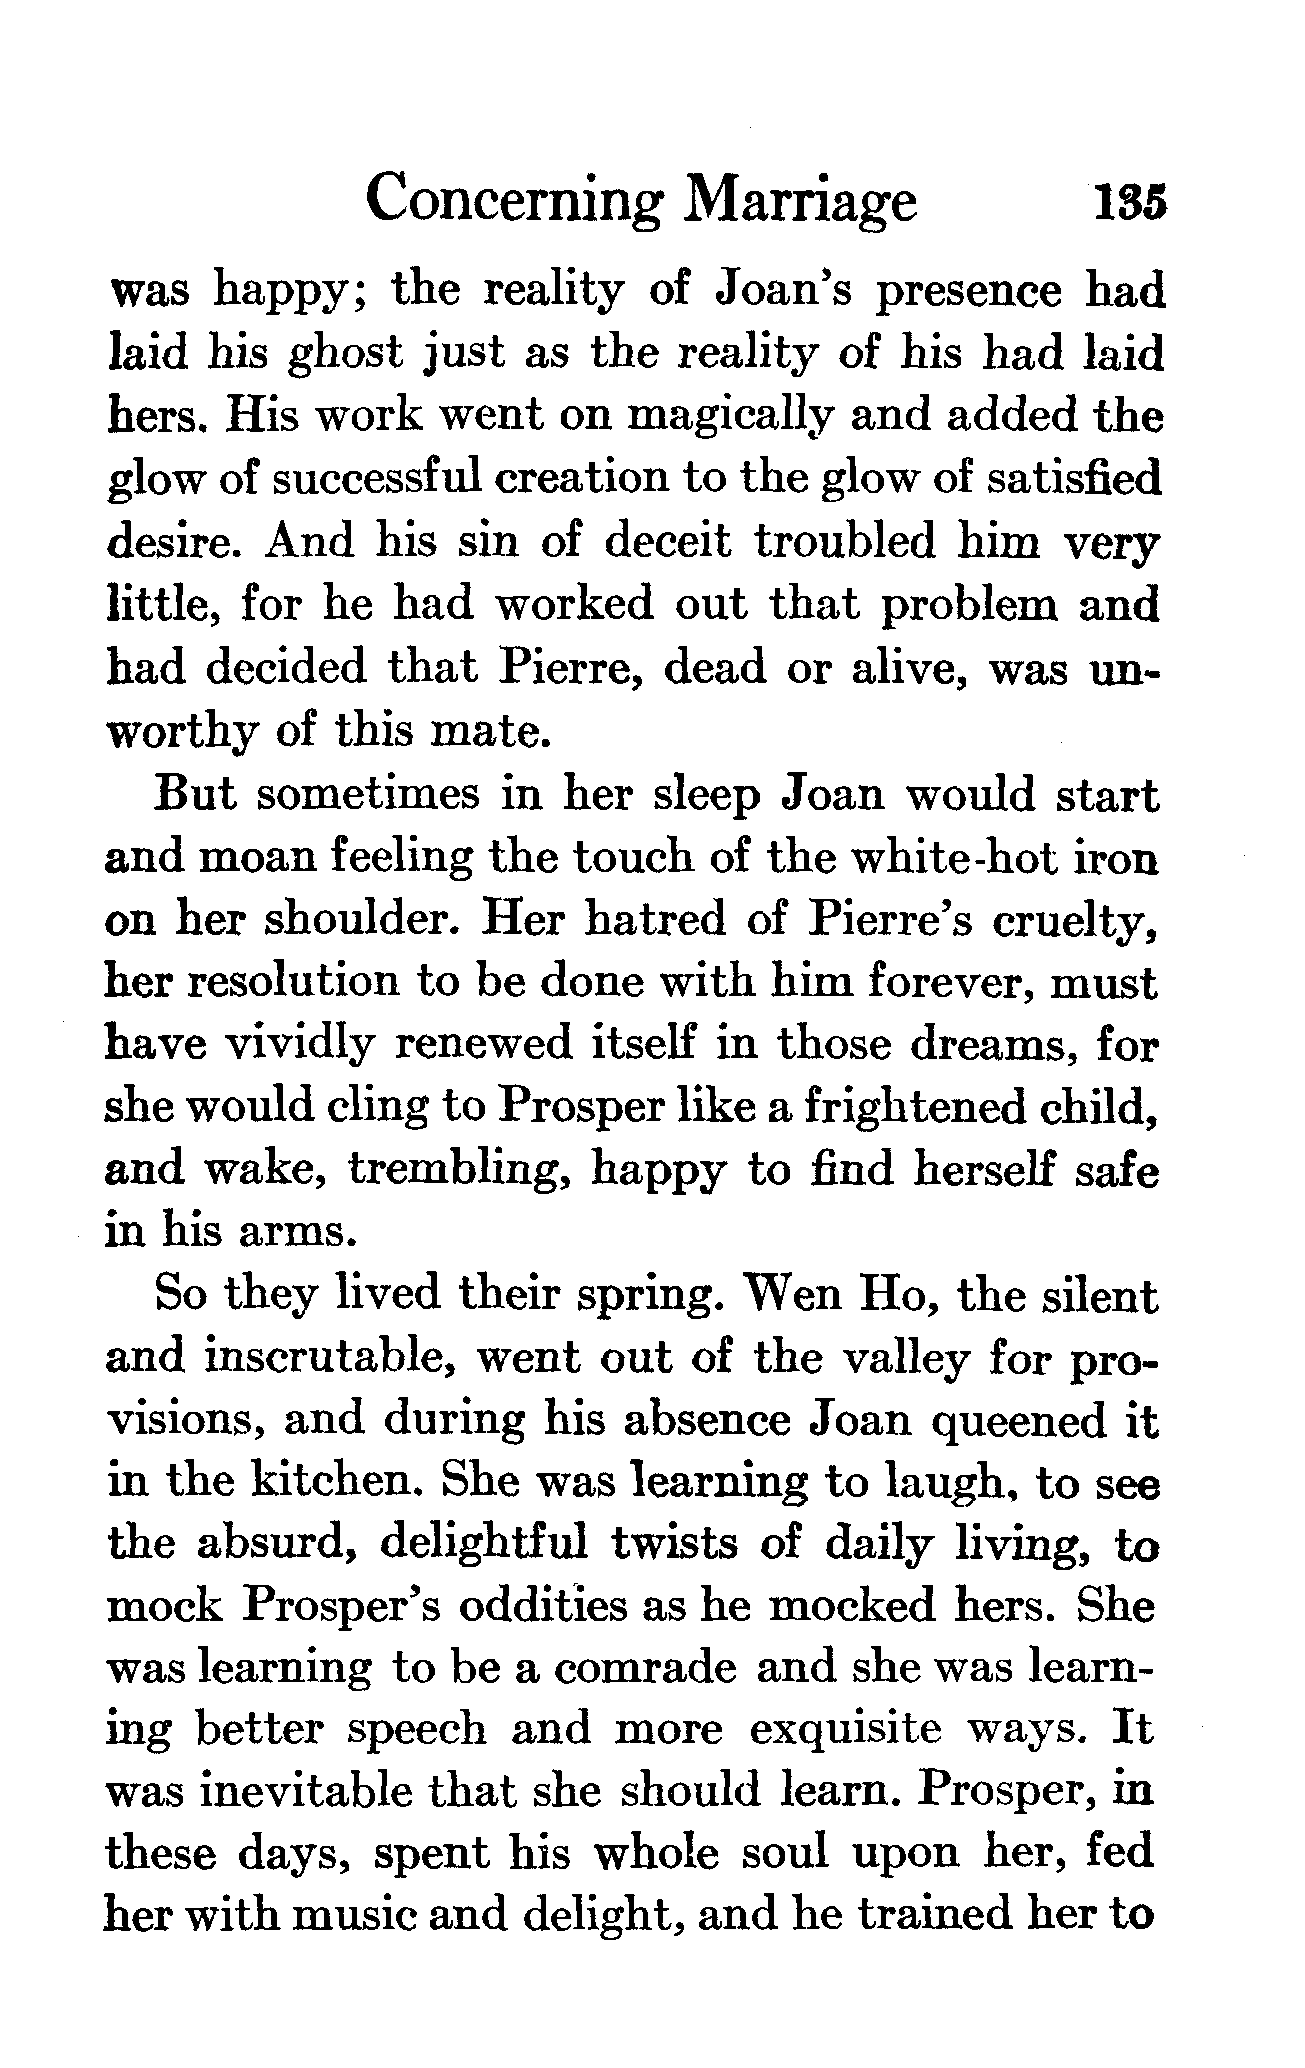 Concerning Marriage 135
was happy; the reality of Joan's presence had
laid his ghost just as the reality of his had laid
hers. His work went on magically and added the
glow of successful creation to the glow of satisfied
desire. And his sin of deceit troubled him very
little, for he had worked out that problem and
had decided that Pierre, dead or alive, was un-
worthy of this mate.
But sometimes in her sleep Joan would start
and moan feeling the touch of the white-hot iron
on her shoulder. Her hatred of Pierre's cruelty,
her resolution to be done with him forever, must
have vividly renewed itself in those dreams, for
she would cling to Prosper like a frightened child,
and wake, trembling, happy to find herself safe
in his arms.
So they lived their spring. Wen Ho, the silent
and inscrutable, went out of the valley for pro-
visions, and during his absence Joan queened it
in the kitchen. She was learning to laugh, to see
the absurd, delightful twists of daily living, to
mock Prosper's oddities as he mocked hers. She
was learning to be a comrade and she was learn-
ing better speech and more exquisite ways. It
was inevitable that she should learn. Prosper, in
these days, spent his whole soul upon her, fed
her with music and delight, and he trained her to